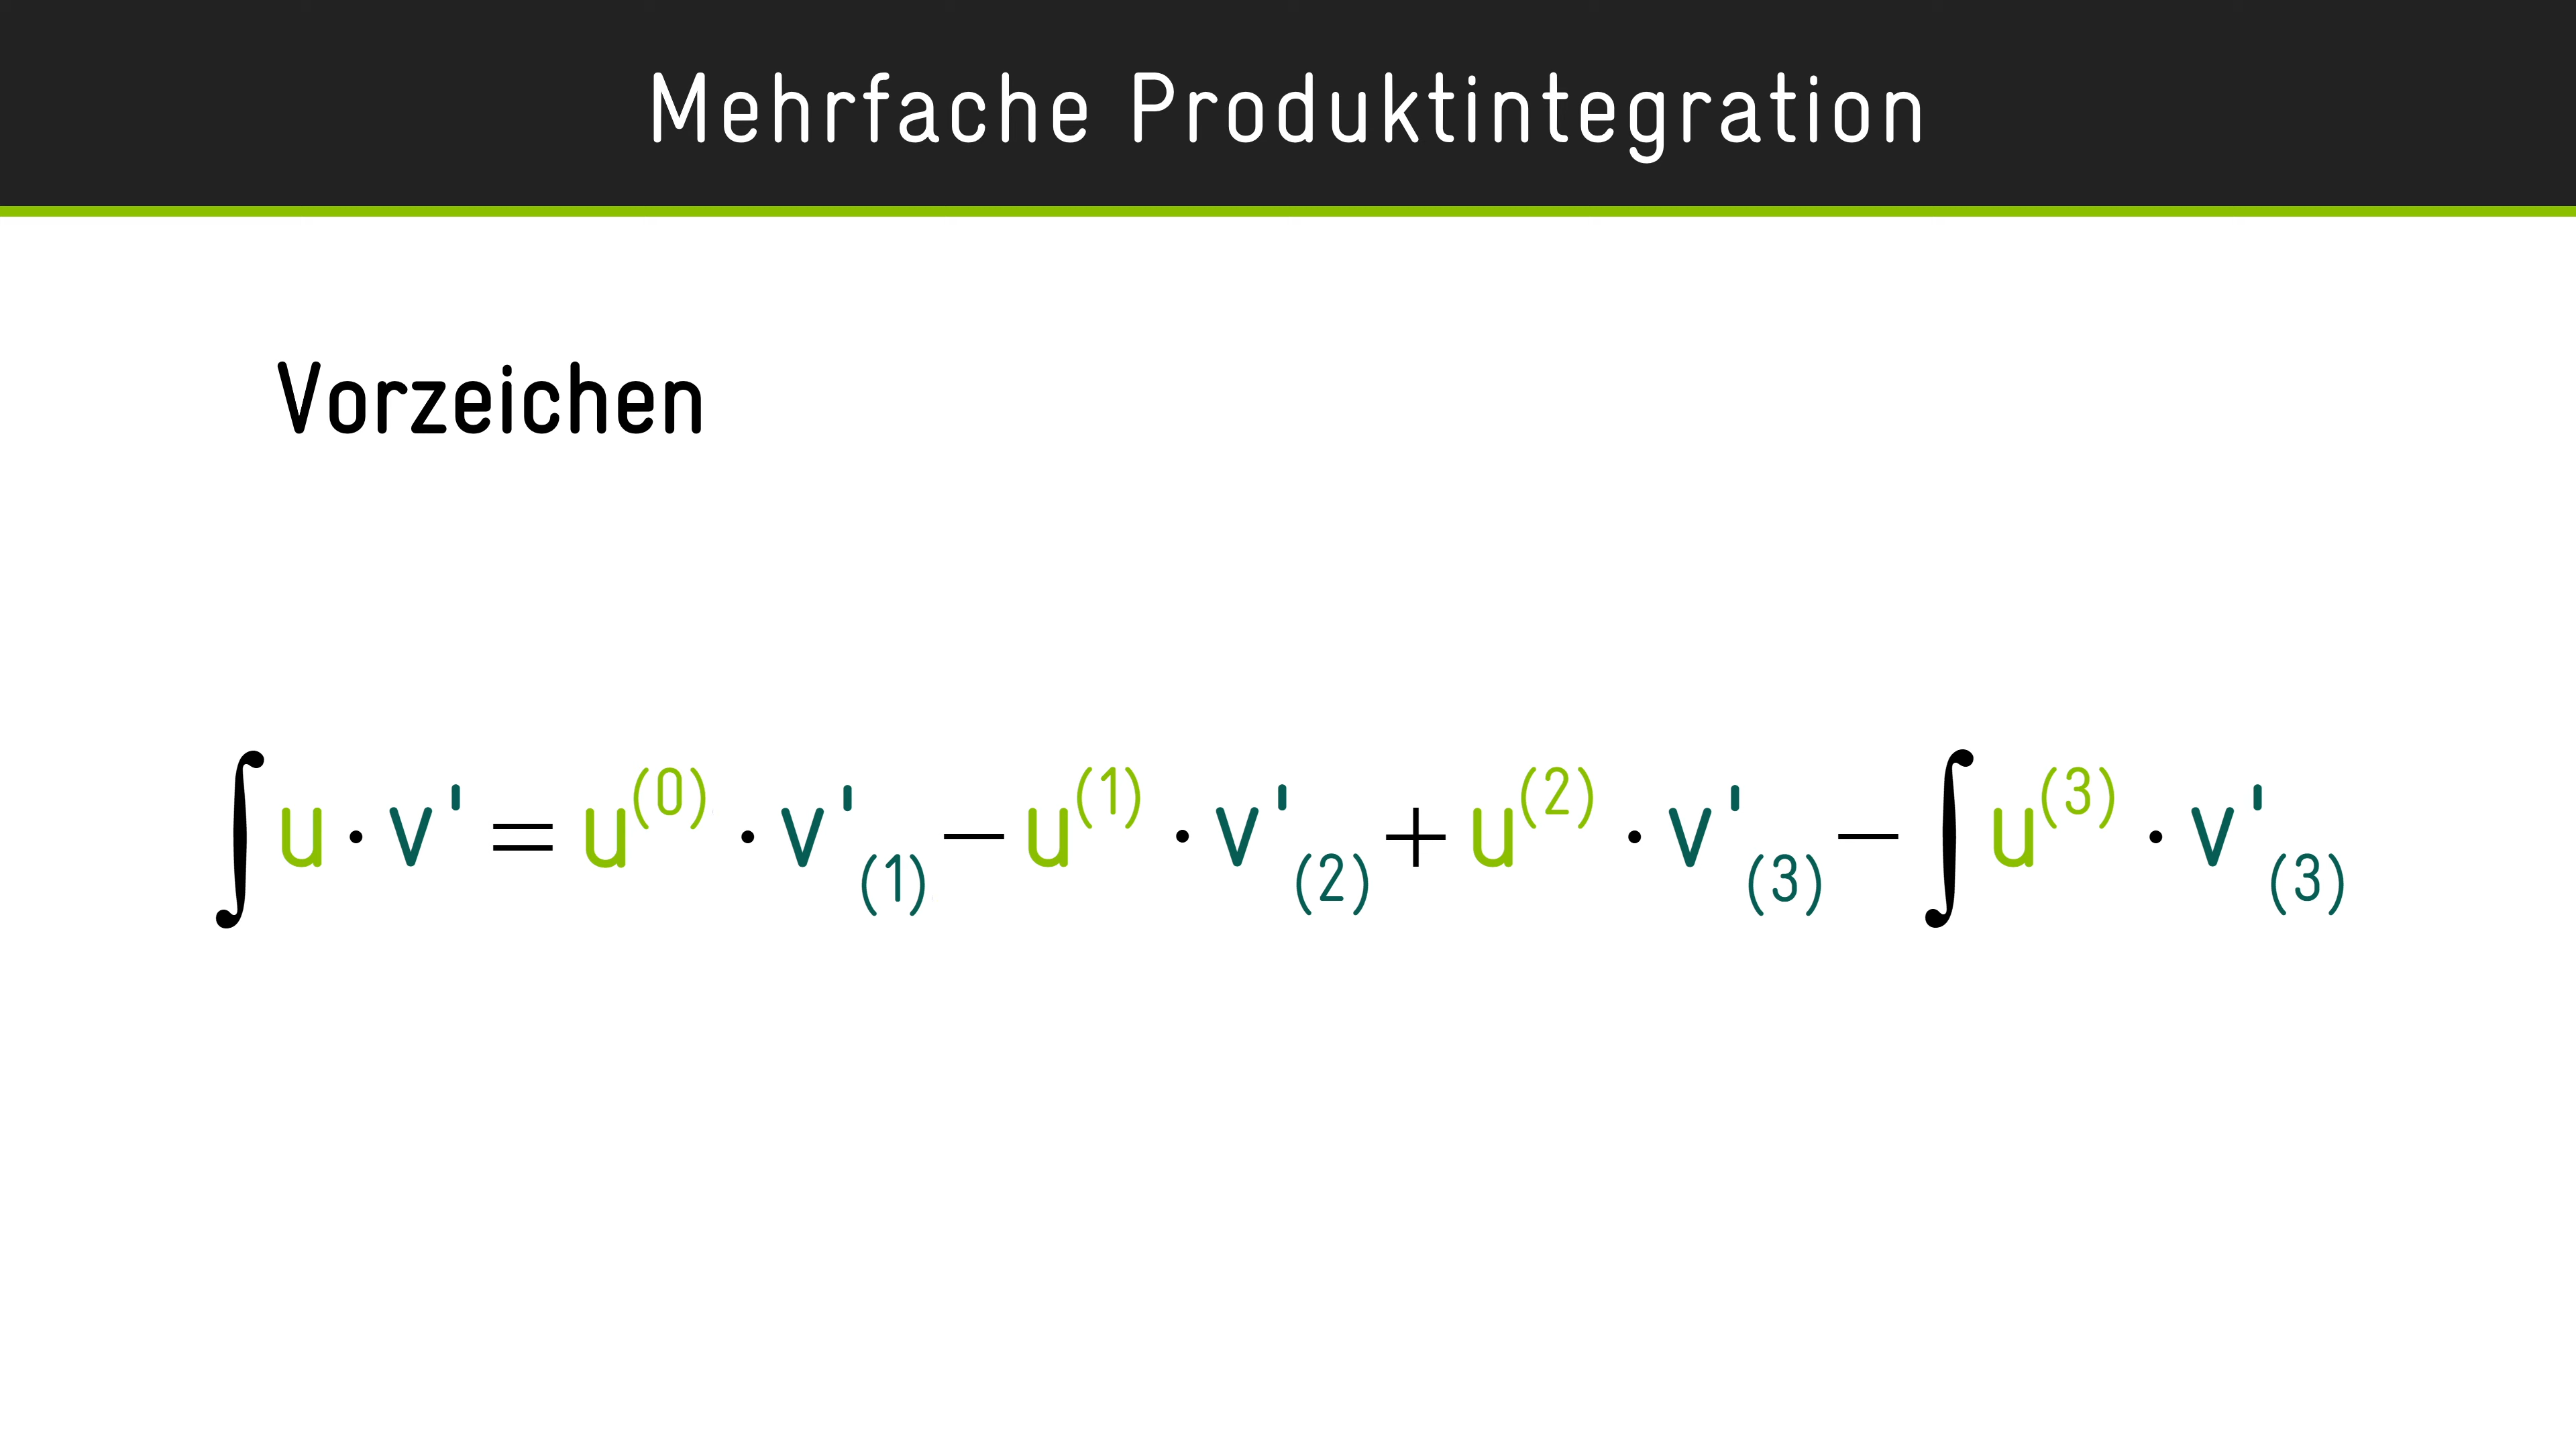 Mehrfache Produktintegration
Vorzeichen
∫ u · v' = u⁽⁰⁾ · v'₍₁₎ − u⁽¹⁾ · v'₍₂₎ + u⁽²⁾ · v'₍₃₎ − ∫ u⁽³⁾ · v'₍₃₎